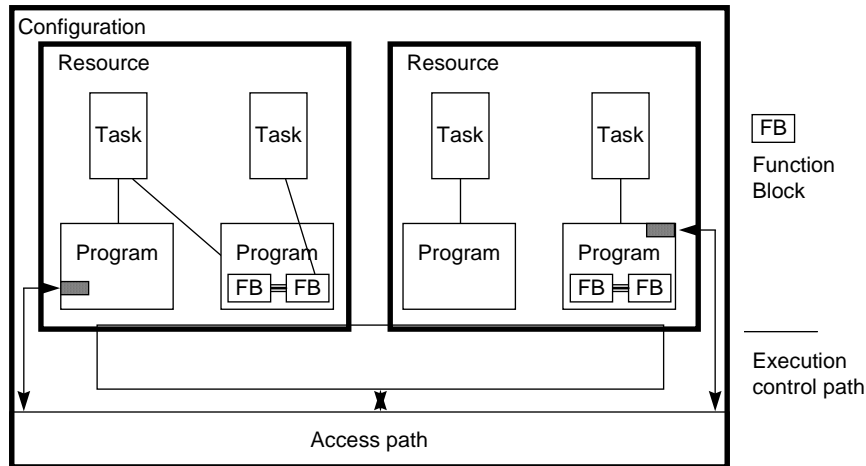 Configuration
Resource
Resource
Task
Task
Task
Task
FB
Function
Block
Program
Program
Program
Program
FB
FB
FB
FB
Execution
control path
Access path